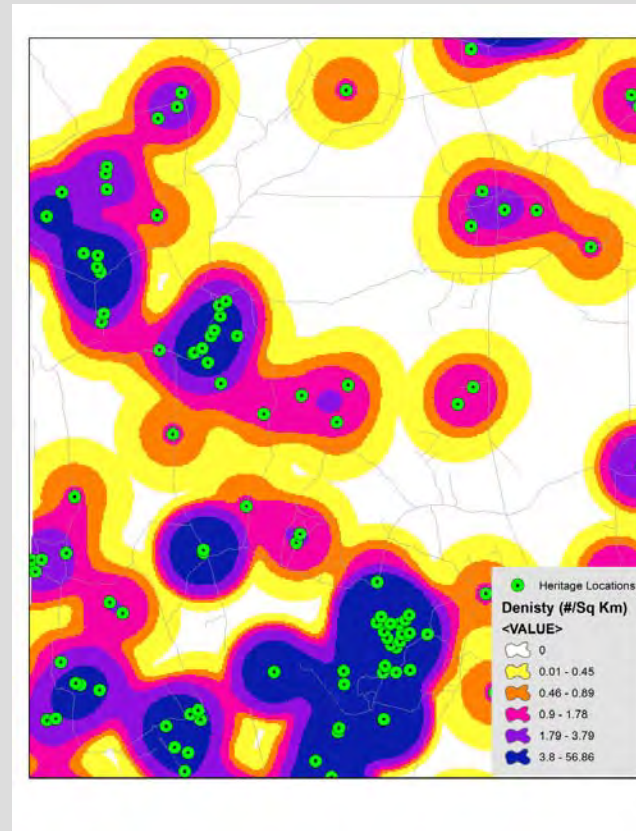 Heritage Locations
Denisty (#/Sq Km)
<VALUE>
0
0.01 - 0.45
0.46 - 0.89
0.9 - 1.78
1.79 - 3.79
3.8 - 56.86